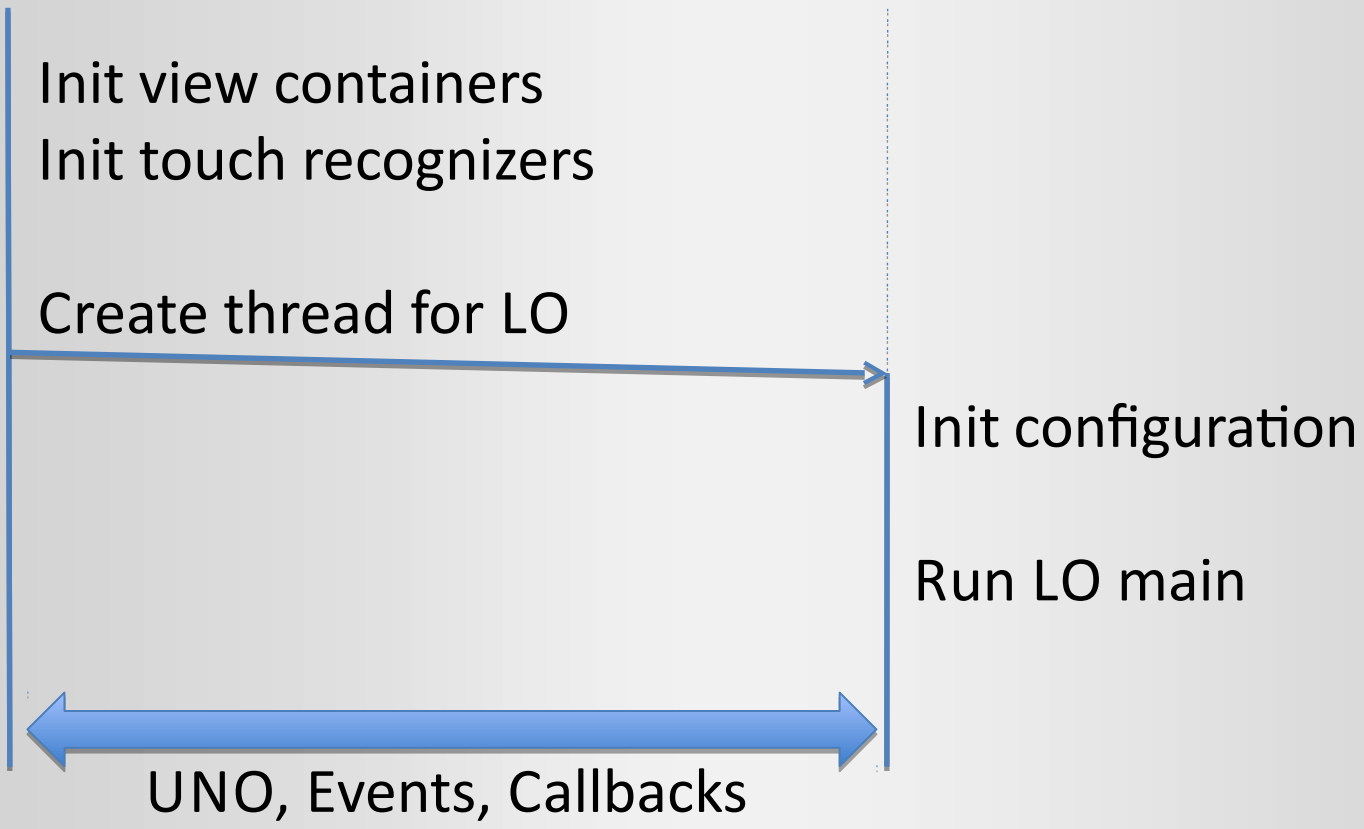 Init view containers
Init touch recognizers
Create thread for LO
Init configuration
Run LO main
UNO, Events, Callbacks